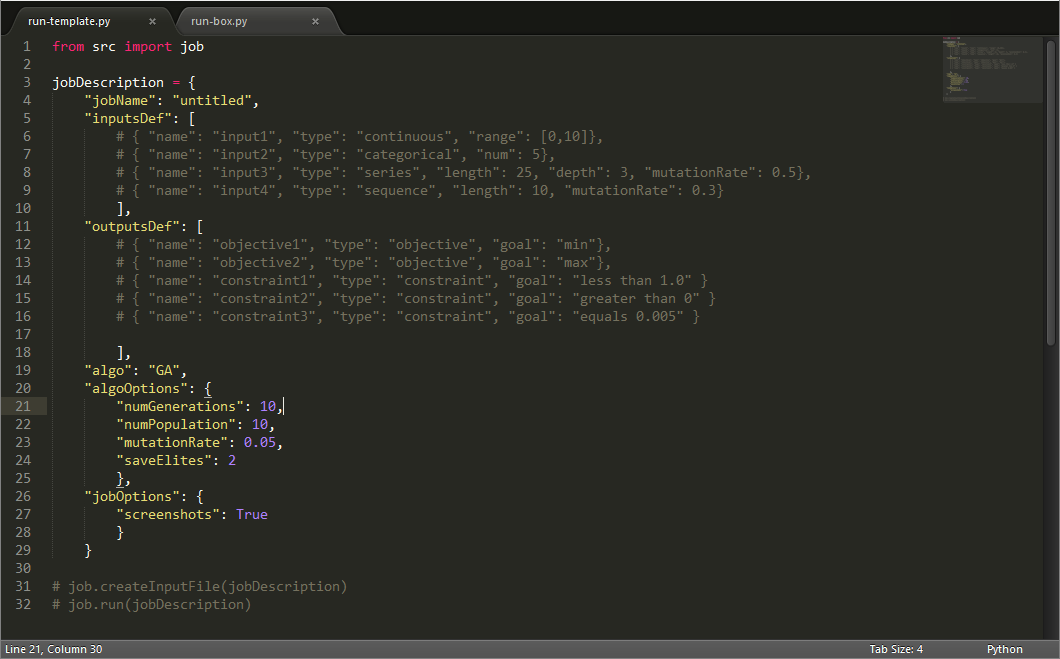 run-template.py × run-box.py ×
1 from src import job
2
3 jobDescription = {
4     "jobName": "untitled",
5     "inputsDef": [
6         # { "name": "input1", "type": "continuous", "range": [0,10]},
7         # { "name": "input2", "type": "categorical", "num": 5},
8         # { "name": "input3", "type": "series", "length": 25, "depth": 3, "mutationRate": 0.5},
9         # { "name": "input4", "type": "sequence", "length": 10, "mutationRate": 0.3}
10         ],
11     "outputsDef": [
12         # { "name": "objective1", "type": "objective", "goal": "min"},
13         # { "name": "objective2", "type": "objective", "goal": "max"},
14         # { "name": "constraint1", "type": "constraint", "goal": "less than 1.0" }
15         # { "name": "constraint2", "type": "constraint", "goal": "greater than 0" }
16         # { "name": "constraint3", "type": "constraint", "goal": "equals 0.005" }
17
18         ],
19     "algo": "GA",
20     "algoOptions": {
21         "numGenerations": 10,
22         "numPopulation": 10,
23         "mutationRate": 0.05,
24         "saveElites": 2
25         },
26     "jobOptions": {
27         "screenshots": True
28         }
29     }
30
31 # job.createInputFile(jobDescription)
32 # job.run(jobDescription)
Line 21, Column 30 Tab Size: 4 Python